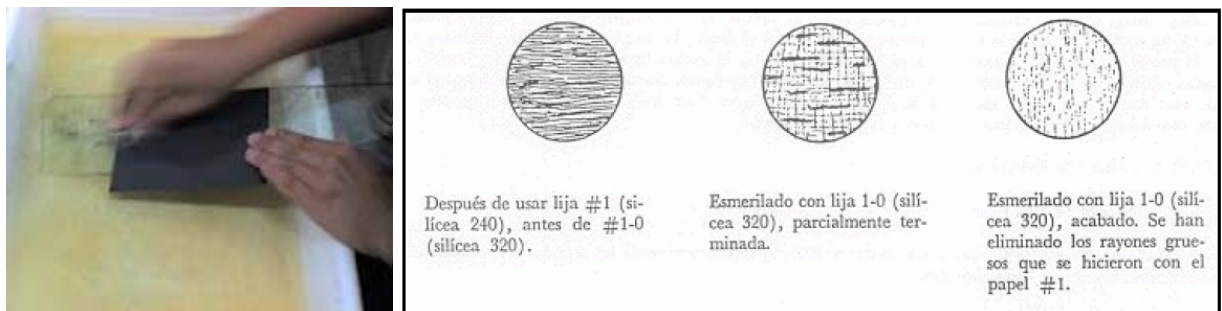 Después de usar lija #1 (si-
lícea 240), antes de #1-0
(silícea 320).
Esmerilado con lija 1-0 (silí-
cea 320), parcialmente ter-
minada.
Esmerilado con lija 1-0 (silí-
cea 320), acabado. Se han
eliminado los rayones grue-
sos que se hicieron con el
papel #1.